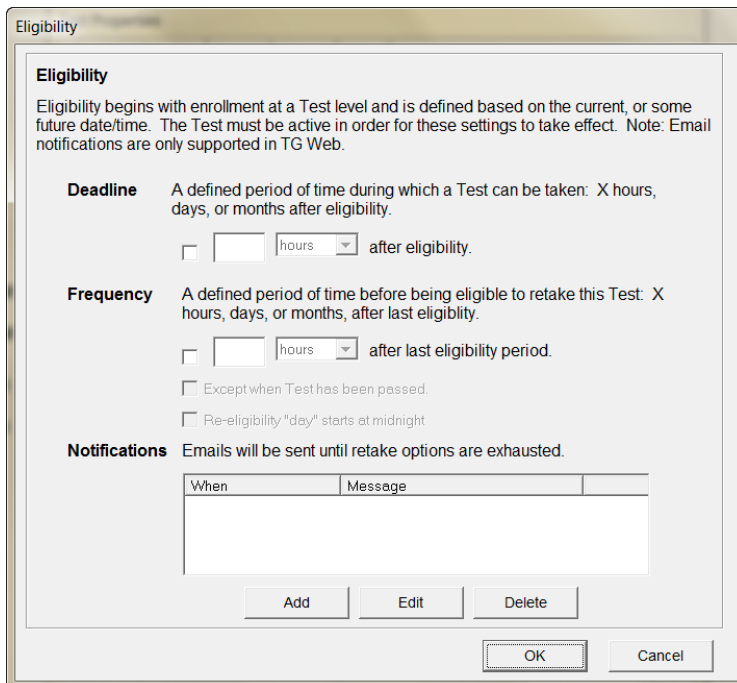 Eligibility
Eligibility
Eligibility begins with enrollment at a Test level and is defined based on the current, or some
future date/time. The Test must be active in order for these settings to take effect. Note: Email
notifications are only supported in TG Web.
Deadline A defined period of time during which a Test can be taken: X hours,
days, or months after eligibility.
hours after eligibility.
Frequency A defined period of time before being eligible to retake this Test: X
hours, days, or months, after last eligiblity.
hours after last eligibility period.
Except when Test has been passed.
Re-eligibility "day" starts at midnight
Notifications Emails will be sent until retake options are exhausted.
When Message
Add Edit Delete
OK Cancel